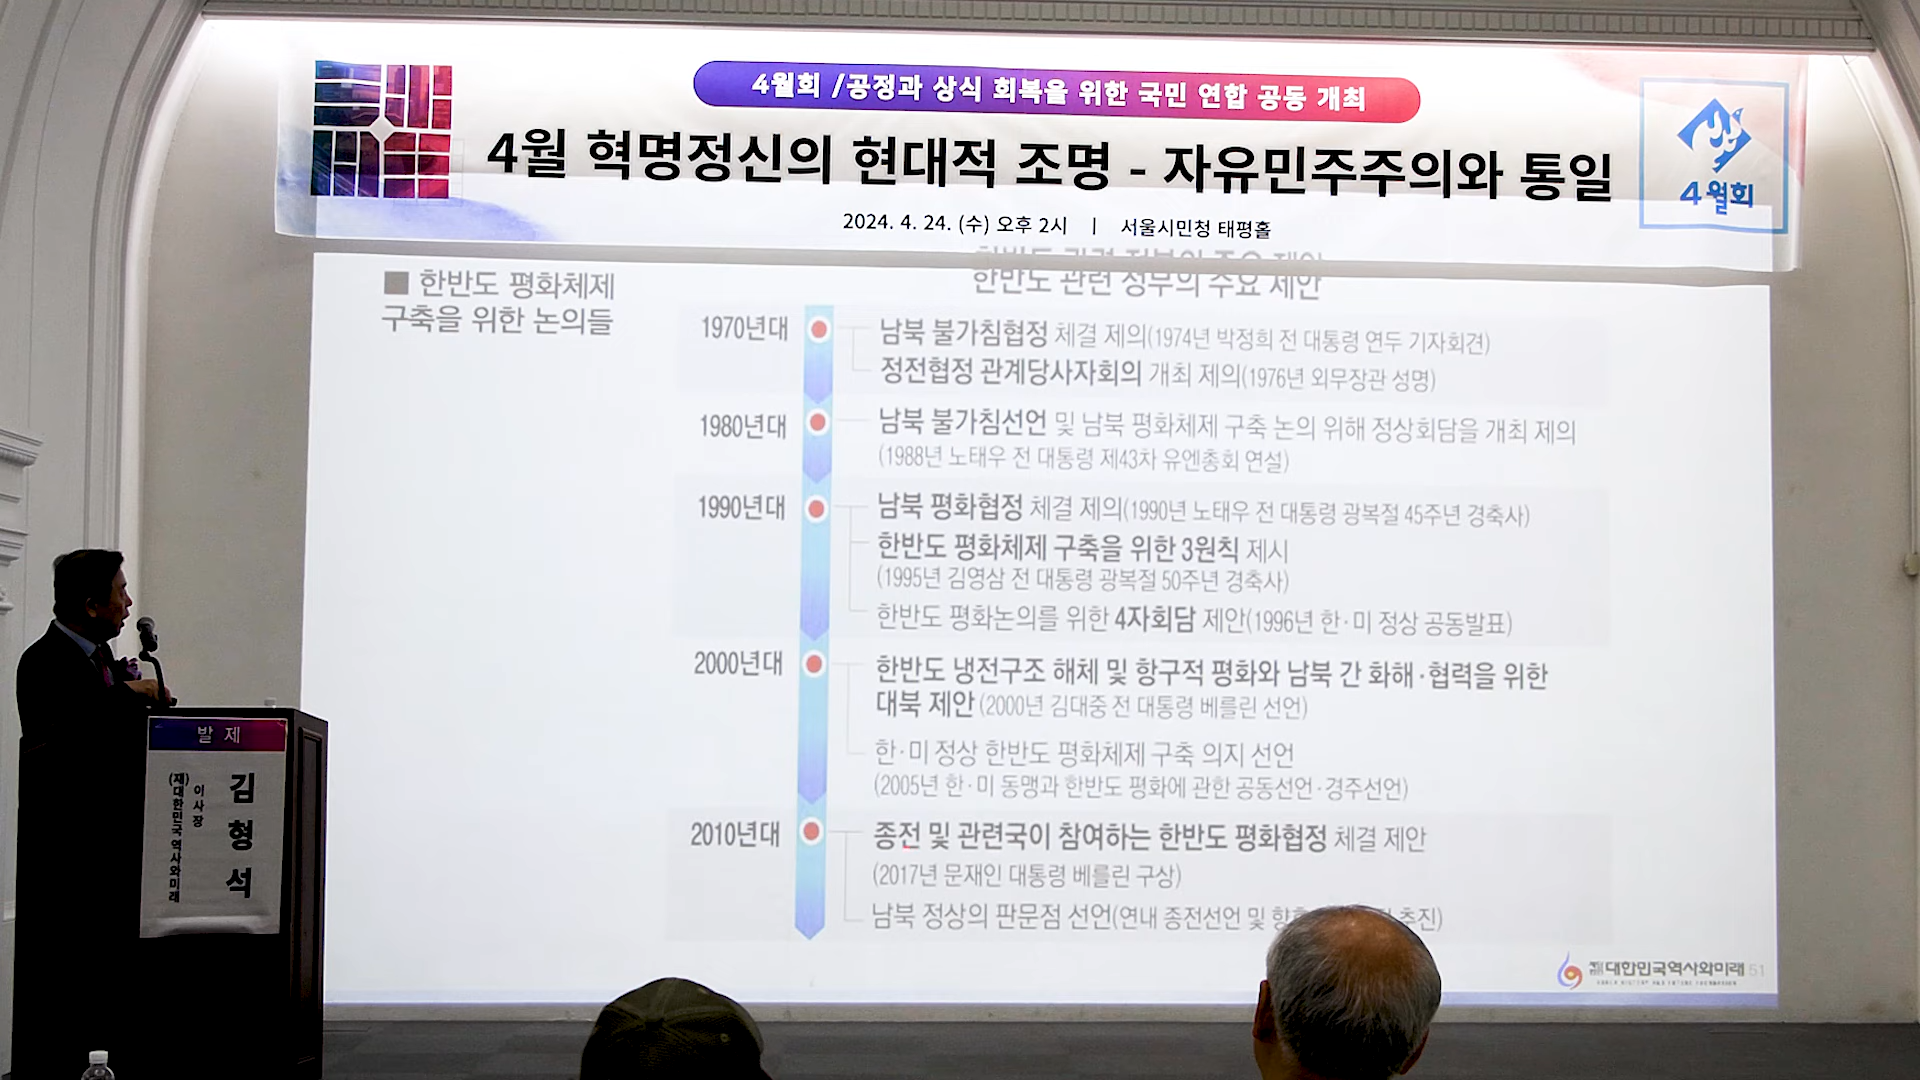 4월회 /공정과 상식 회복을 위한 국민 연합 공동 개최
4월 혁명정신의 현대적 조명 - 자유민주주의와 통일
2024. 4. 24. (수) 오후 2시 | 서울시민청 태평홀
4월회
■ 한반도 평화체제
구축을 위한 논의들
한반도 관련 정부의 주요 제안
1970년대
남북 불가침협정 체결 제의(1974년 박정희 전 대통령 연두 기자회견)
정전협정 관계당사자회의 개최 제의(1976년 외무장관 성명)
1980년대
남북 불가침선언 및 남북 평화체제 구축 논의 위해 정상회담을 개최 제의
(1988년 노태우 전 대통령 제43차 유엔총회 연설)
1990년대
남북 평화협정 체결 제의(1990년 노태우 전 대통령 광복절 45주년 경축사)
한반도 평화체제 구축을 위한 3원칙 제시
(1995년 김영삼 전 대통령 광복절 50주년 경축사)
한반도 평화논의를 위한 4자회담 제안(1996년 한·미 정상 공동발표)
2000년대
한반도 냉전구조 해체 및 항구적 평화와 남북 간 화해·협력을 위한
대북 제안 (2000년 김대중 전 대통령 베를린 선언)
한·미 정상 한반도 평화체제 구축 의지 선언
(2005년 한·미 동맹과 한반도 평화에 관한 공동선언·경주선언)
2010년대
종전 및 관련국이 참여하는 한반도 평화협정 체결 제안
(2017년 문재인 대통령 베를린 구상)
남북 정상의 판문점 선언(연내 종전선언 및 추진)
대한민국역사와미래 51
발 제
김형석
이사장
(재)대한민국 역사와미래